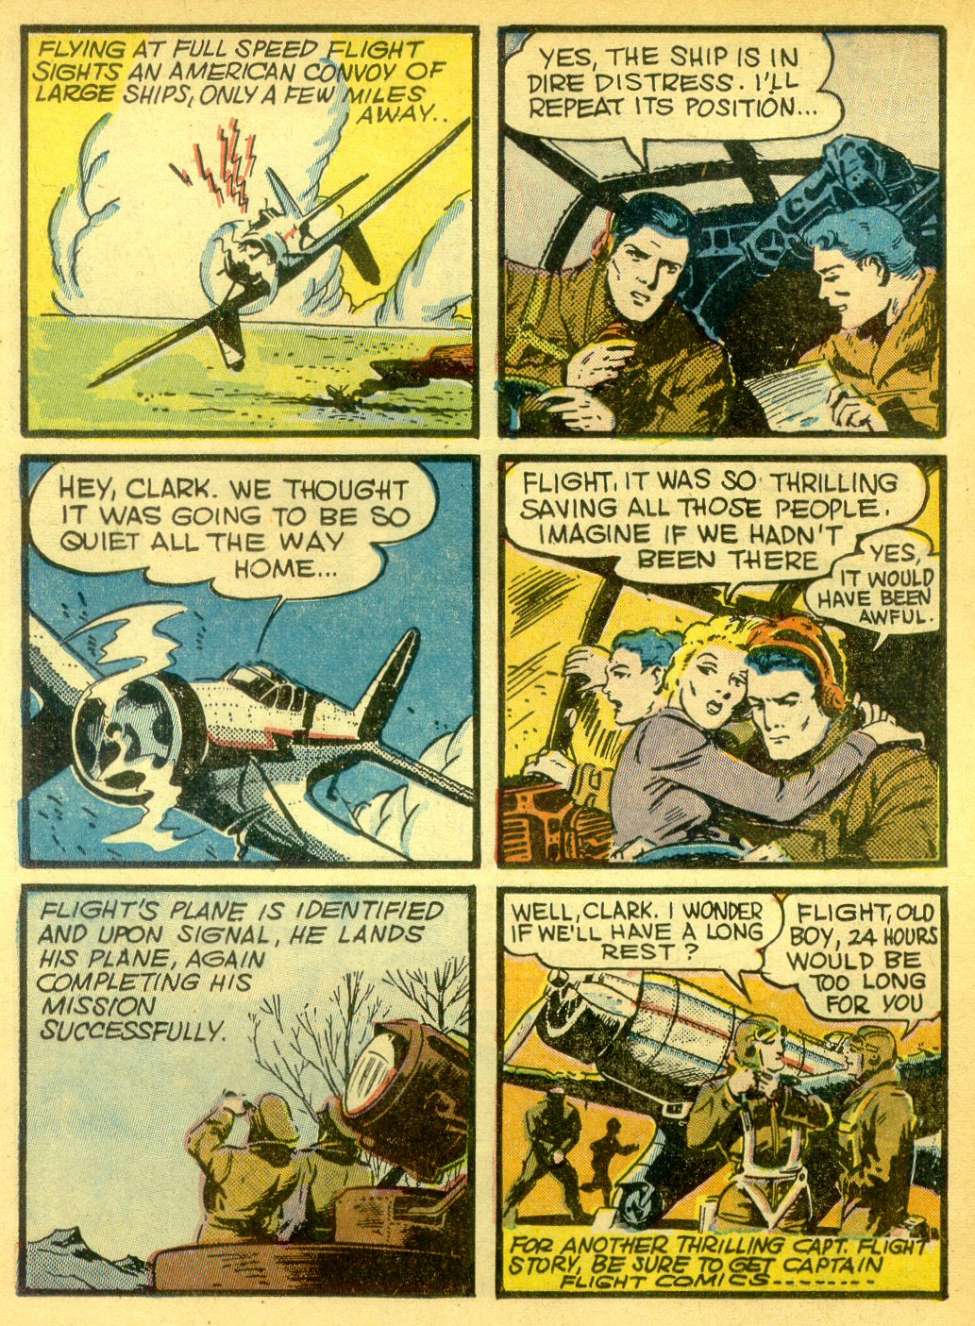 FLYING AT FULL SPEED FLIGHT
SIGHTS AN AMERICAN CONVOY OF
LARGE SHIPS, ONLY A FEW MILES
AWAY..
YES, THE SHIP IS IN
DIRE DISTRESS. I'LL
REPEAT ITS POSITION...
HEY, CLARK. WE THOUGHT
IT WAS GOING TO BE SO
QUIET ALL THE WAY
HOME...
FLIGHT, IT WAS SO THRILLING
SAVING ALL THOSE PEOPLE.
IMAGINE IF WE HADN'T
BEEN THERE
YES,
IT WOULD
HAVE BEEN
AWFUL.
FLIGHT'S PLANE IS IDENTIFIED
AND UPON SIGNAL, HE LANDS
HIS PLANE, AGAIN
COMPLETING HIS
MISSION
SUCCESSFULLY.
WELL, CLARK. I WONDER
IF WE'LL HAVE A LONG
REST?
FLIGHT, OLD
BOY, 24 HOURS
WOULD BE
TOO LONG
FOR YOU
FOR ANOTHER THRILLING CAPT. FLIGHT
STORY, BE SURE TO GET CAPTAIN
FLIGHT COMICS--------